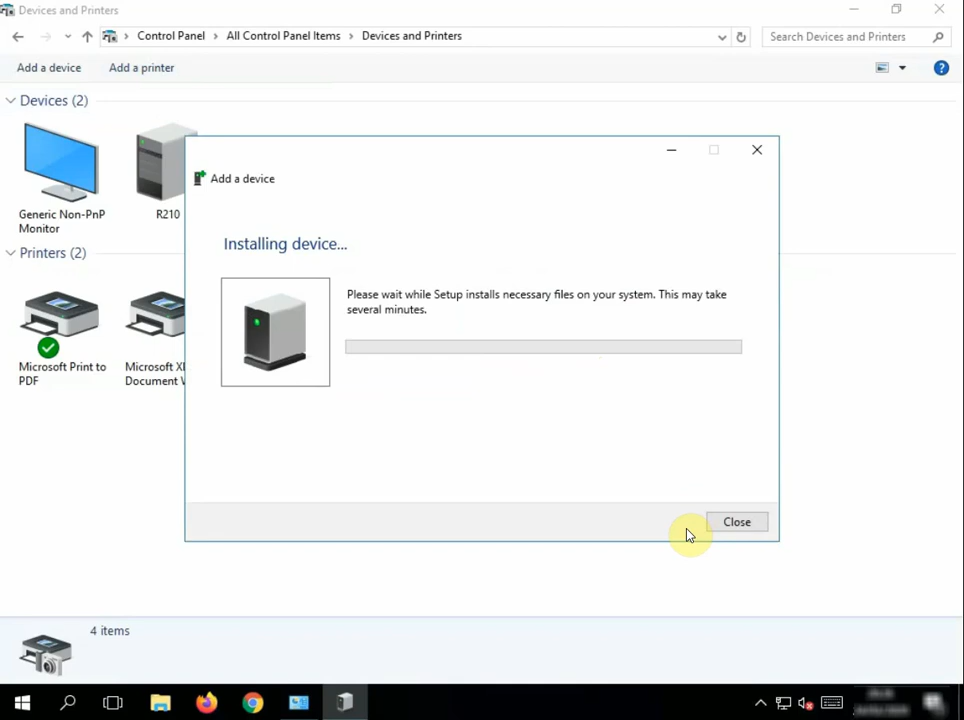 Devices and Printers
Control Panel > All Control Panel Items > Devices and Printers
Search Devices and Printers
Add a device
Add a printer
?
Devices (2)
Generic Non-PnP
Monitor
R210
Printers (2)
Microsoft Print to
PDF
Microsoft X
Document
Add a device
Installing device...
Please wait while Setup installs necessary files on your system. This may take
several minutes.
Close
4 items